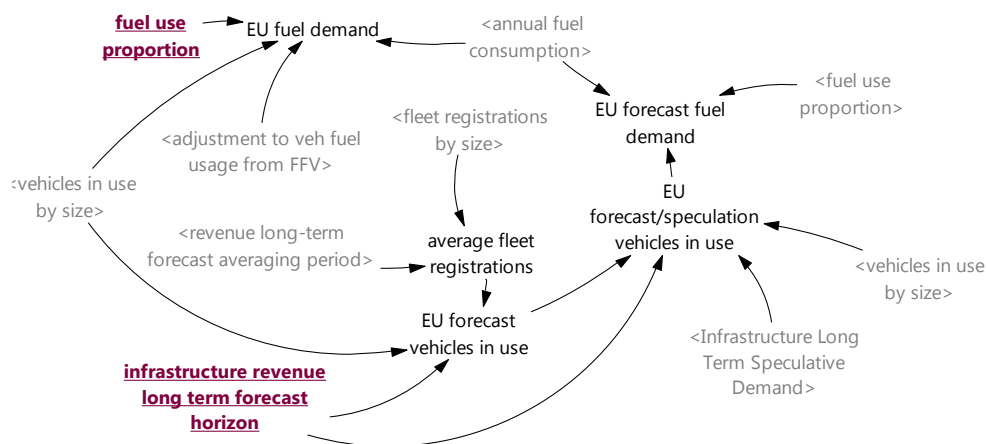 fuel use
proportion
EU fuel demand
<annual fuel
consumption>
<fuel use
proportion>
EU forecast fuel
demand
<fleet registrations
by size>
<adjustment to veh fuel
usage from FFV>
<vehicles in use
by size>
EU
forecast/speculation
vehicles in use
<revenue long-term
forecast averaging period>
average fleet
registrations
<vehicles in use
by size>
EU forecast
vehicles in use
<Infrastructure Long
Term Speculative
Demand>
infrastructure revenue
long term forecast
horizon